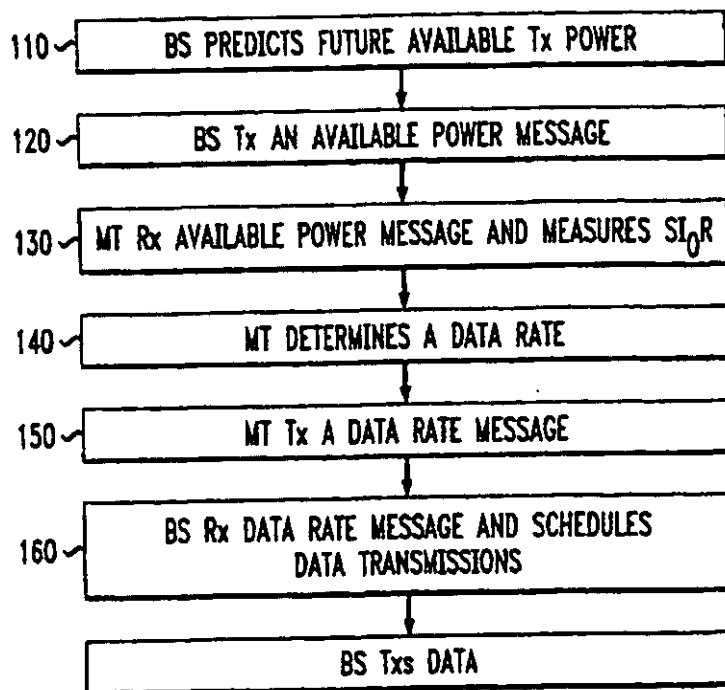 110 BS PREDICTS FUTURE AVAILABLE Tx POWER
120 BS Tx AN AVAILABLE POWER MESSAGE
130 MT Rx AVAILABLE POWER MESSAGE AND MEASURES SI₀R
140 MT DETERMINES A DATA RATE
150 MT Tx A DATA RATE MESSAGE
160 BS Rx DATA RATE MESSAGE AND SCHEDULES
DATA TRANSMISSIONS
BS Txs DATA